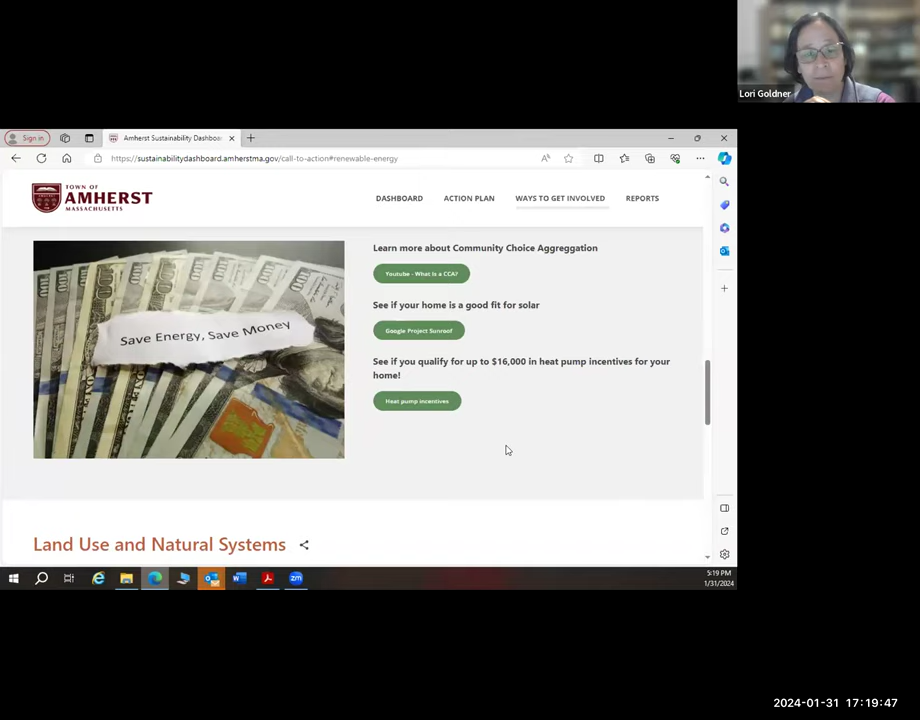 Lori Goldner
Sign in
Amherst Sustainability Dashboa
https://sustainabilitydashboard.amherstma.gov/call-to-action#renewable-energy
TOWN OF
AMHERST
MASSACHUSETTS
DASHBOARD
ACTION PLAN
WAYS TO GET INVOLVED
REPORTS
Save Energy, Save Money
Learn more about Community Choice Aggreggation
Youtube - What Is a CCA?
See if your home is a good fit for solar
Google Project Sunroof
See if you qualify for up to $16,000 in heat pump incentives for your
home!
Heat pump incentives
Land Use and Natural Systems
5:19 PM
1/31/2024
2024-01-31 17:19:47